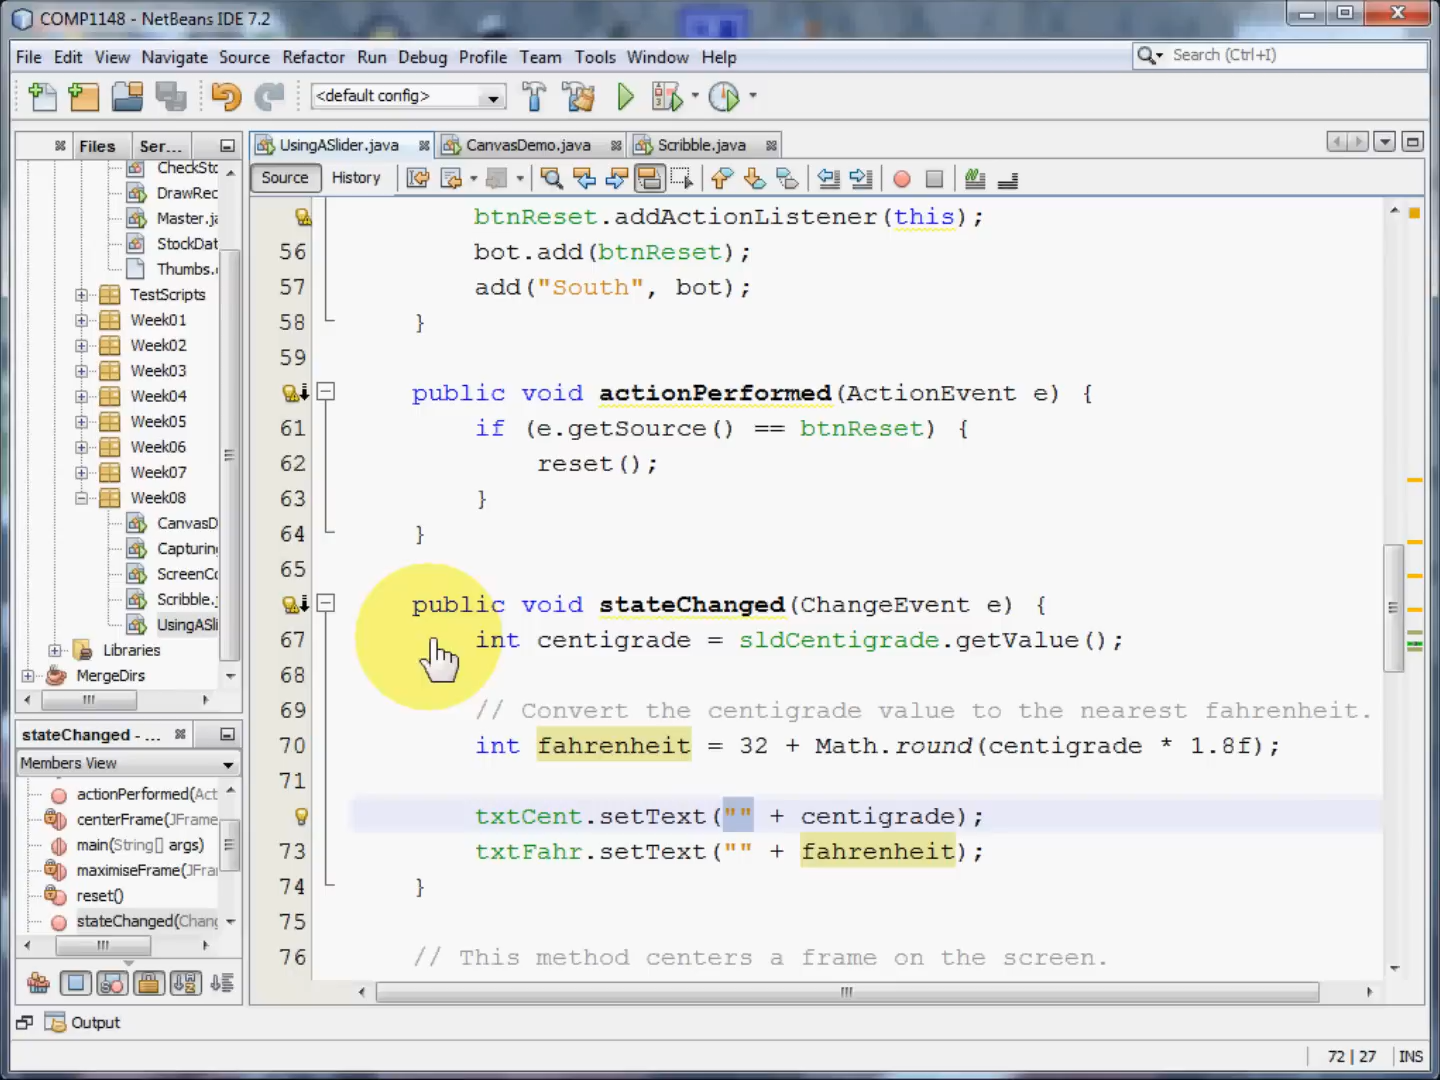 COMP1148 - NetBeans IDE 7.2
File Edit View Navigate Source Refactor Run Debug Profile Team Tools Window Help
Search (Ctrl+I)
<default config>
Files
Ser...
UsingASlider.java
CanvasDemo.java
Scribble.java
Source
History
CheckSto
DrawRec
Master.ja
StockDat
Thumbs.
TestScripts
Week01
Week02
Week03
Week04
Week05
Week06
Week07
Week08
CanvasD
Capturing
ScreenCo
Scribble.
UsingASli
Libraries
MergeDirs
btnReset.addActionListener(this);
56 bot.add(btnReset);
57 add("South", bot);
58 }
59
public void actionPerformed(ActionEvent e) {
61 if (e.getSource() == btnReset) {
62 reset();
63 }
64 }
65
public void stateChanged(ChangeEvent e) {
67 int centigrade = sldCentigrade.getValue();
68
69 // Convert the centigrade value to the nearest fahrenheit.
70 int fahrenheit = 32 + Math.round(centigrade * 1.8f);
71
txtCent.setText("" + centigrade);
73 txtFahr.setText("" + fahrenheit);
74 }
75
76 // This method centers a frame on the screen.
stateChanged - ...
Members View
actionPerformed(Act
centerFrame(JFrame
main(String[] args)
maximiseFrame(JFra
reset()
stateChanged(Chang
Output
72 | 27 INS